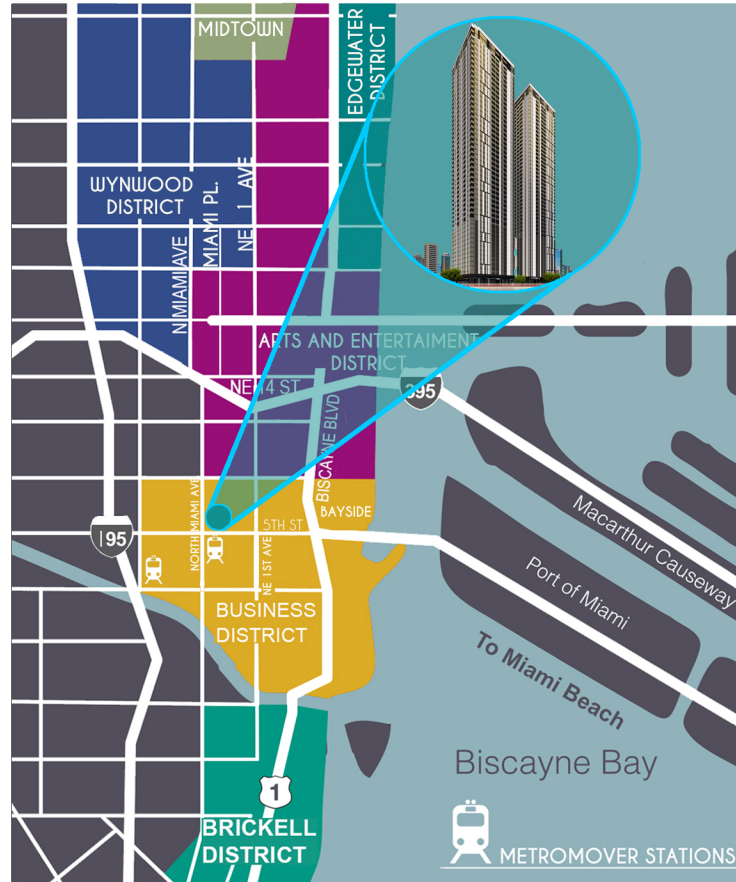 MIDTOWN
EDGEWATER
DISTRICT
WYNWOOD
DISTRICT
N MIAMI AVE
MIAMI PL.
NE 1 AVE
ARTS AND ENTERTAIMENT
DISTRICT
NE 14 ST
395
BISCAYNE BLVD
BAYSIDE
NORTH MIAMI AVE
5TH ST
NE 1ST AVE
195
BUSINESS
DISTRICT
Macarthur Causeway
Port of Miami
To Miami Beach
Biscayne Bay
1
BRICKELL
DISTRICT
METROMOVER STATIONS